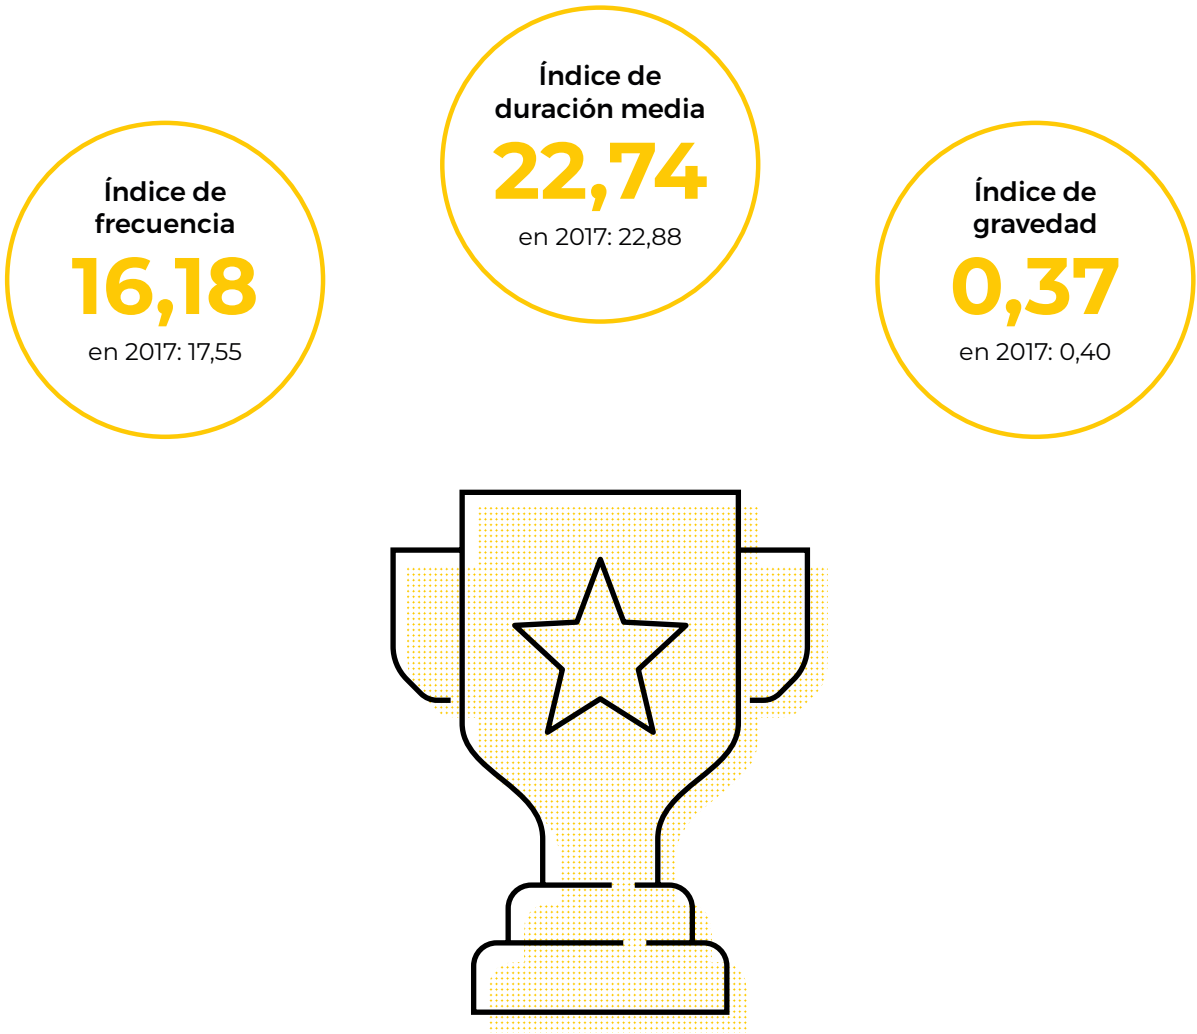 Índice de
frecuencia
16,18
en 2017: 17,55
Índice de
duración media
22,74
en 2017: 22,88
Índice de
gravedad
0,37
en 2017: 0,40